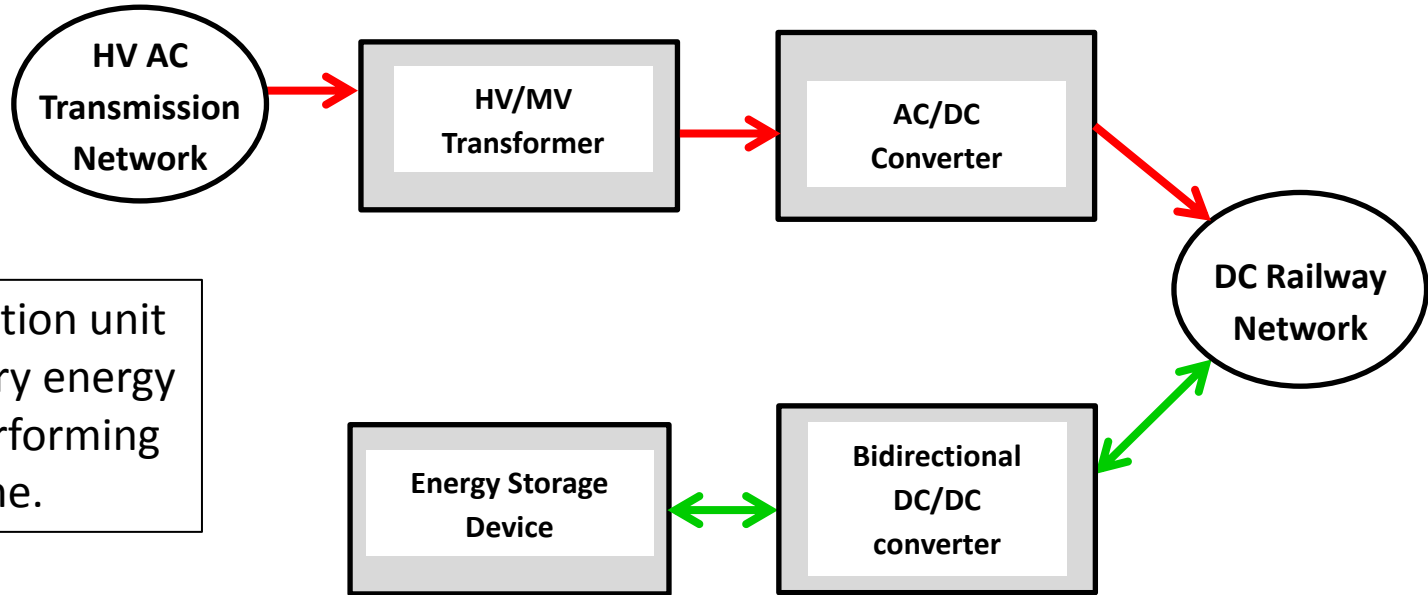 HV AC
Transmission
Network
HV/MV
Transformer
AC/DC
Converter
DC Railway
Network
tion unit
ry energy
rforming
ne.
Energy Storage
Device
Bidirectional
DC/DC
converter